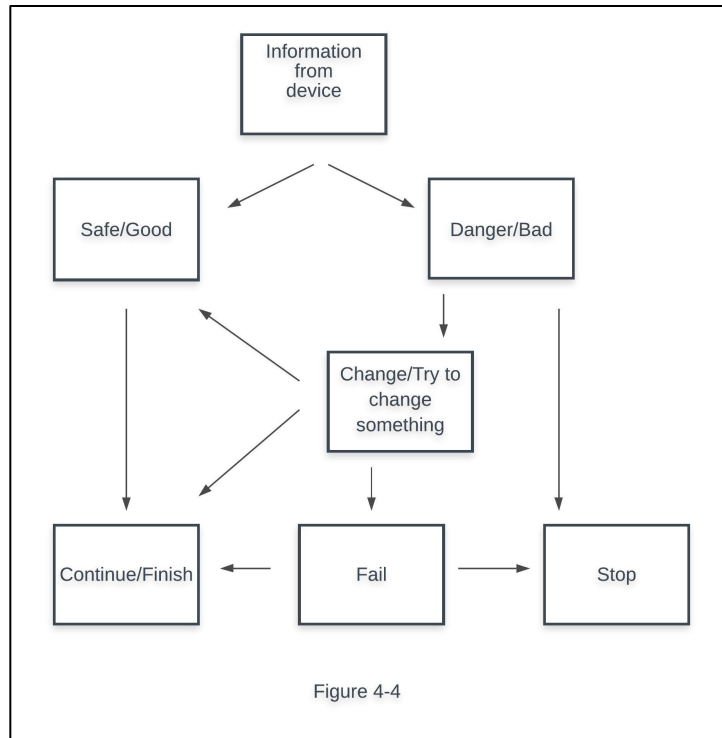 Information
from
device
Safe/Good
Danger/Bad
Change/Try to
change
something
Continue/Finish
Fail
Stop
Figure 4-4